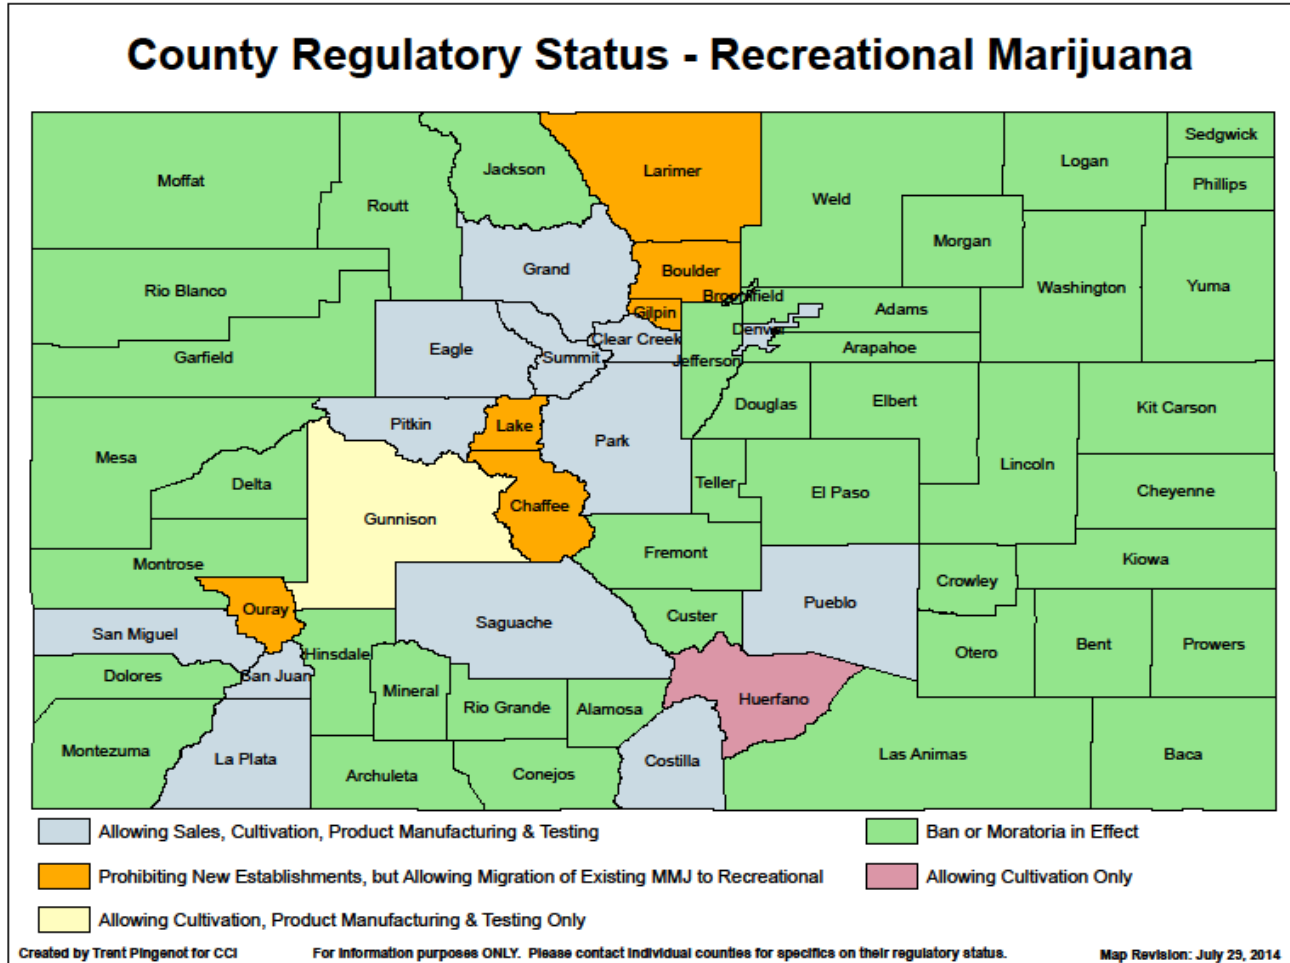 County Regulatory Status - Recreational Marijuana
Moffat
Routt
Jackson
Larimer
Weld
Logan
Sedgwick
Phillips
Morgan
Washington
Yuma
Rio Blanco
Grand
Boulder
Broomfield
Gilpin
Adams
Denver
Clear Creek
Arapahoe
Garfield
Eagle
Summit
Jefferson
Douglas
Elbert
Kit Carson
Pitkin
Lake
Park
Mesa
Delta
Lincoln
Teller
El Paso
Cheyenne
Gunnison
Chaffee
Fremont
Montrose
Kiowa
Crowley
Ouray
Pueblo
San Miguel
Saguache
Custer
Otero
Bent
Prowers
Hinsdale
Dolores
San Juan
Mineral
Rio Grande
Alamosa
Huerfano
Montezuma
La Plata
Archuleta
Conejos
Costilla
Las Animas
Baca
Allowing Sales, Cultivation, Product Manufacturing & Testing
Ban or Moratoria in Effect
Prohibiting New Establishments, but Allowing Migration of Existing MMJ to Recreational
Allowing Cultivation Only
Allowing Cultivation, Product Manufacturing & Testing Only
Created by Trent Pingenot for CCI
For Information purposes ONLY. Please contact individual counties for specifics on their regulatory status.
Map Revision: July 29, 2014